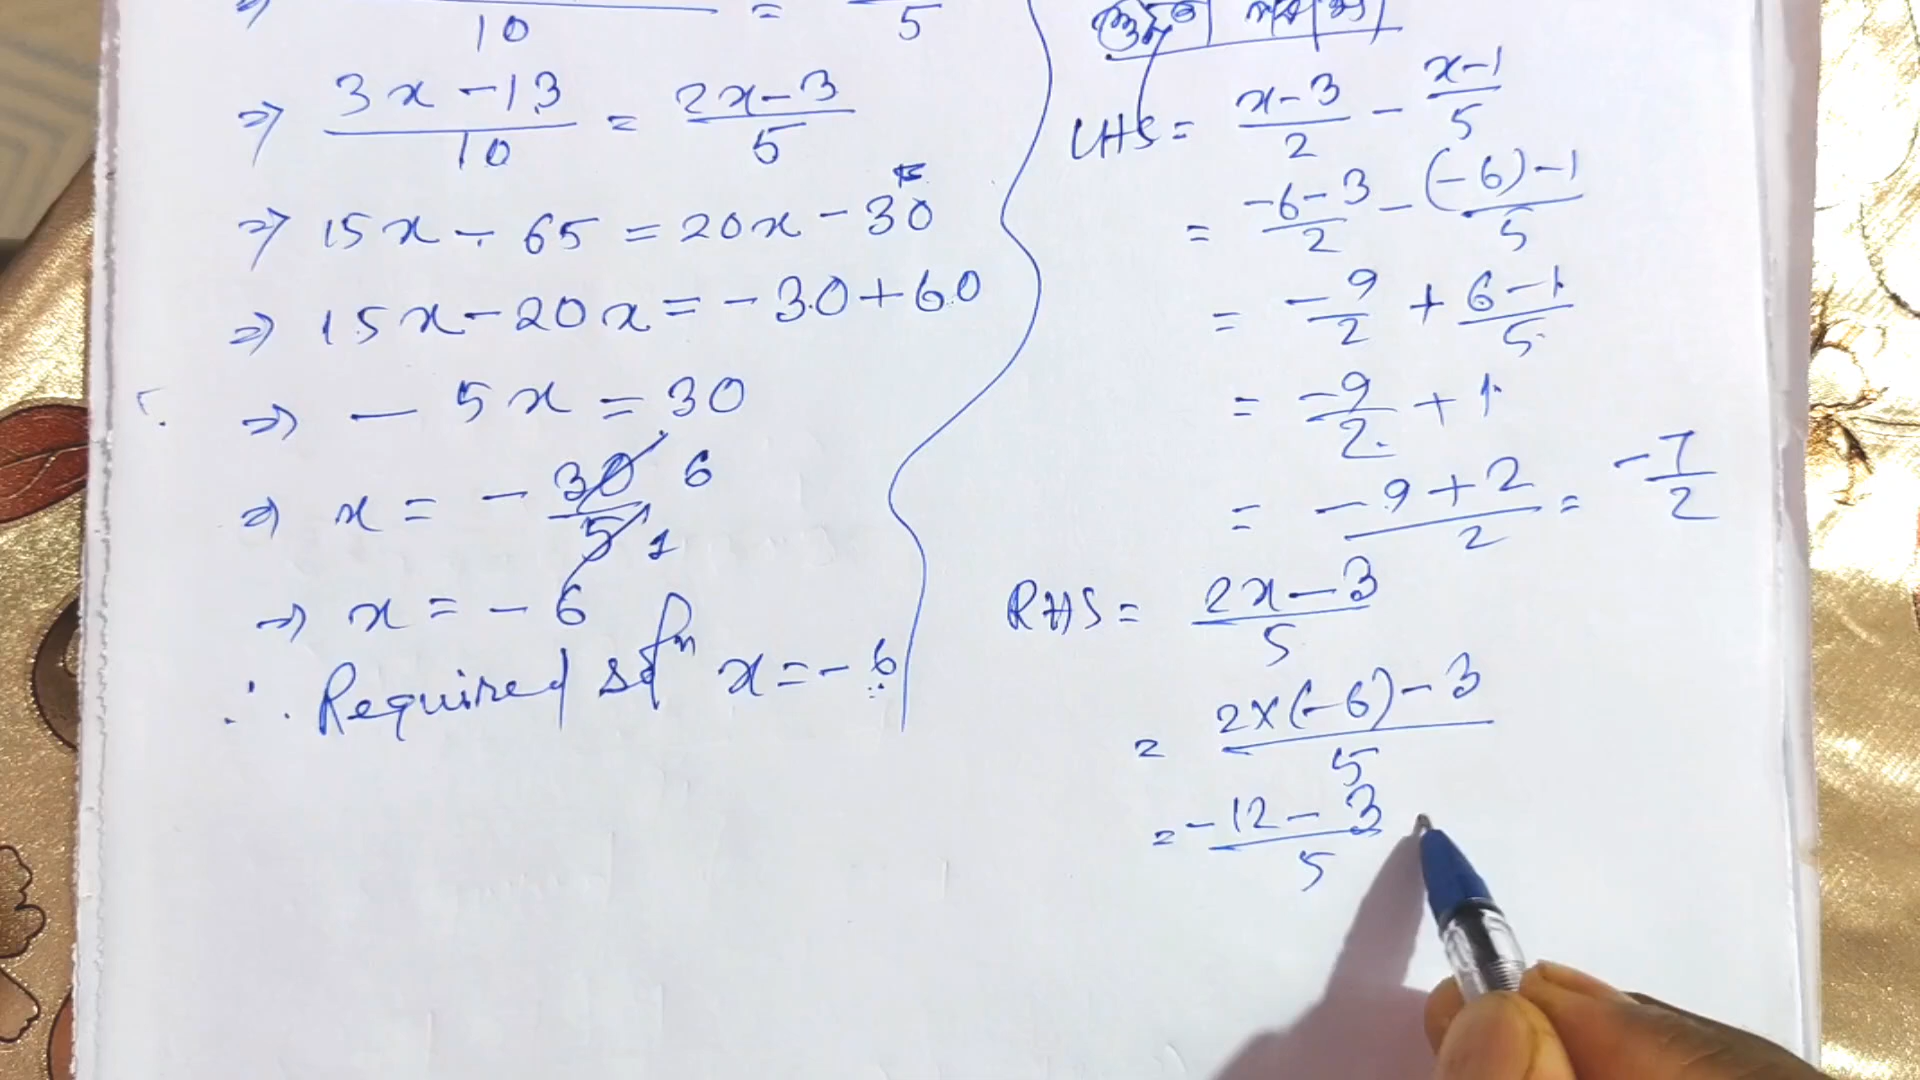 10 = 5
⇒ 3x-13/10 = 2x-3/5
⇒ 15x - 65 = 20x - 30
⇒ 15x - 20x = - 30 + 60
⇒ - 5x = 30
⇒ x = - 30/5 6 1
⇒ x = - 6
∴ Required solⁿ x = - 6
LHS = x-3/2 - x-1/5
= -6-3/2 - (-6)-1/5
= -9/2 + 6-1/5
= -9/2 + 1
= -9+2/2 = -7/2
RHS = 2x-3/5
= 2×(-6)-3/5
= -12-3/5